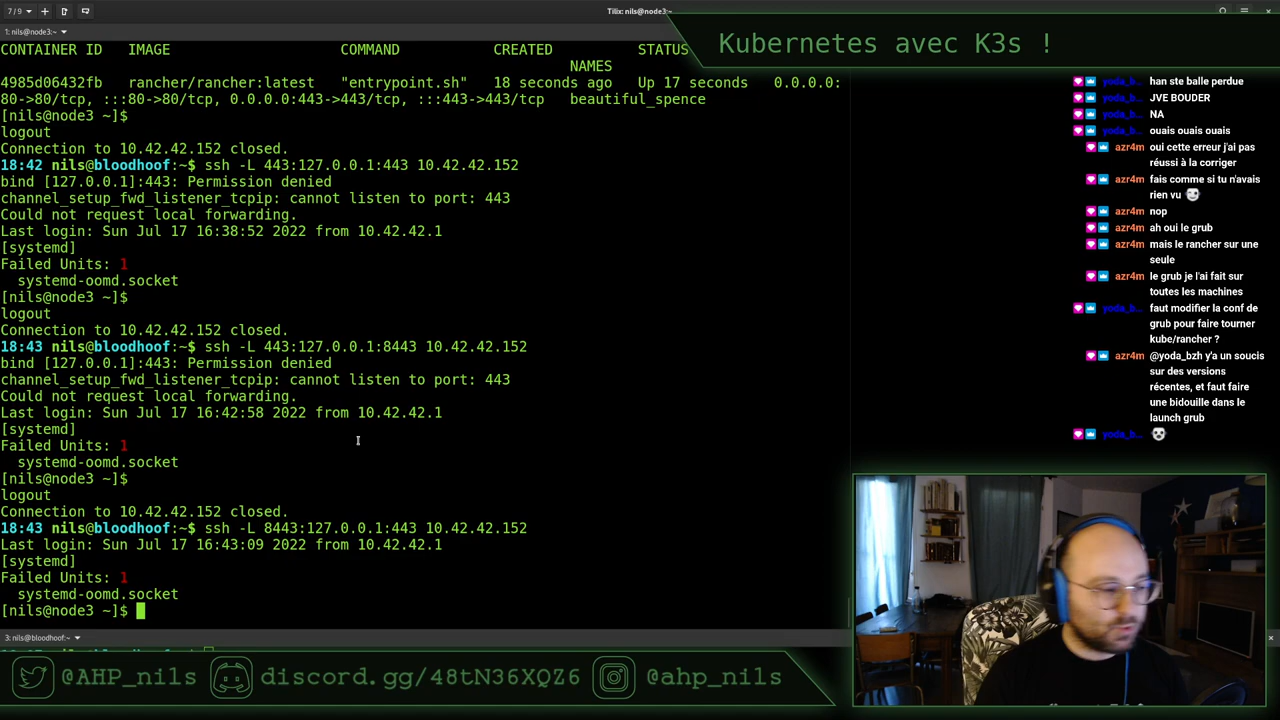 7 / 9
Tilix: nils@node3:~
1: nils@node3:~
Kubernetes avec K3s !
CONTAINER ID   IMAGE                    COMMAND           CREATED          STATUS
NAMES
4985d06432fb   rancher/rancher:latest   "entrypoint.sh"   18 seconds ago   Up 17 seconds   0.0.0.0:
80->80/tcp, :::80->80/tcp, 0.0.0.0:443->443/tcp, :::443->443/tcp   beautiful_spence
[nils@node3 ~]$
logout
Connection to 10.42.42.152 closed.
18:42 nils@bloodhoof:~$ ssh -L 443:127.0.0.1:443 10.42.42.152
bind [127.0.0.1]:443: Permission denied
channel_setup_fwd_listener_tcpip: cannot listen to port: 443
Could not request local forwarding.
Last login: Sun Jul 17 16:38:52 2022 from 10.42.42.1
[systemd]
Failed Units: 1
  systemd-oomd.socket
[nils@node3 ~]$
logout
Connection to 10.42.42.152 closed.
18:43 nils@bloodhoof:~$ ssh -L 443:127.0.0.1:8443 10.42.42.152
bind [127.0.0.1]:443: Permission denied
channel_setup_fwd_listener_tcpip: cannot listen to port: 443
Could not request local forwarding.
Last login: Sun Jul 17 16:42:58 2022 from 10.42.42.1
[systemd]
Failed Units: 1
  systemd-oomd.socket
[nils@node3 ~]$
logout
Connection to 10.42.42.152 closed.
18:43 nils@bloodhoof:~$ ssh -L 8443:127.0.0.1:443 10.42.42.152
Last login: Sun Jul 17 16:43:09 2022 from 10.42.42.1
[systemd]
Failed Units: 1
  systemd-oomd.socket
[nils@node3 ~]$
3: nils@bloodhoof:~
yoda_b... han ste balle perdue
yoda_b... JVE BOUDER
yoda_b... NA
yoda_b... ouais ouais ouais
azr4m oui cette erreur j'ai pas
réussi à la corriger
azr4m fais comme si tu n'avais
rien vu
azr4m nop
azr4m ah oui le grub
azr4m mais le rancher sur une
seule
azr4m le grub je l'ai fait sur
toutes les machines
yoda_b... faut modifier la conf de
grub pour faire tourner
kube/rancher ?
azr4m @yoda_bzh y'a un soucis
sur des versions
récentes, et faut faire
une bidouille dans le
launch grub
yoda_b...
@AHP_nils
discord.gg/48tN36XQZ6
@ahp_nils